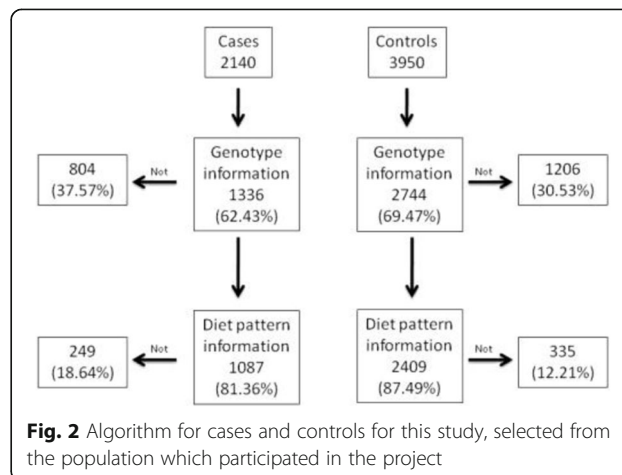 Cases
2140
Controls
3950
804
(37.57%)
Not
Genotype
information
1336
(62.43%)
Genotype
information
2744
(69.47%)
Not
1206
(30.53%)
249
(18.64%)
Not
Diet pattern
information
1087
(81.36%)
Diet pattern
information
2409
(87.49%)
Not
335
(12.21%)
Fig. 2 Algorithm for cases and controls for this study, selected from
the population which participated in the project